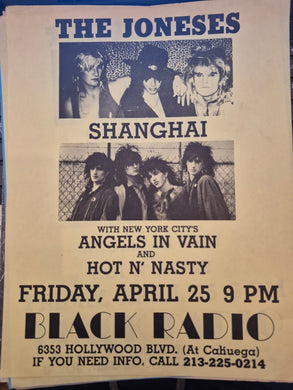 THE JONESES
SHANGHAI
WITH NEW YORK CITY'S
ANGELS IN VAIN
AND
HOT N' NASTY
FRIDAY, APRIL 25 9 PM
BLACK RADIO
6353 HOLLYWOOD BLVD. (At Cahuega)
IF YOU NEED INFO. CALL 213-225-0214